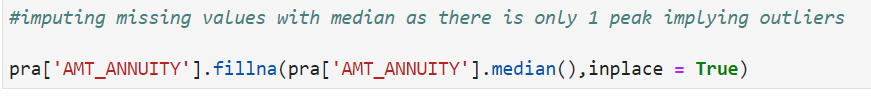 #imputing missing values with median as there is only 1 peak implying outliers
pra['AMT_ANNUITY'].fillna(pra['AMT_ANNUITY'].median(),inplace = True)